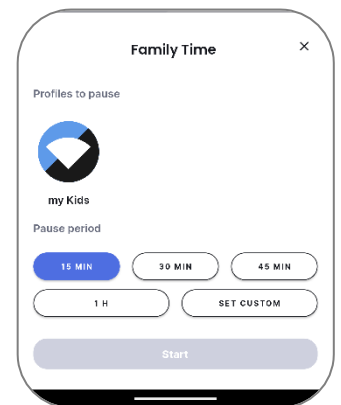 Family Time
Profiles to pause
my Kids
Pause period
15 MIN 30 MIN 45 MIN
1 H SET CUSTOM
Start